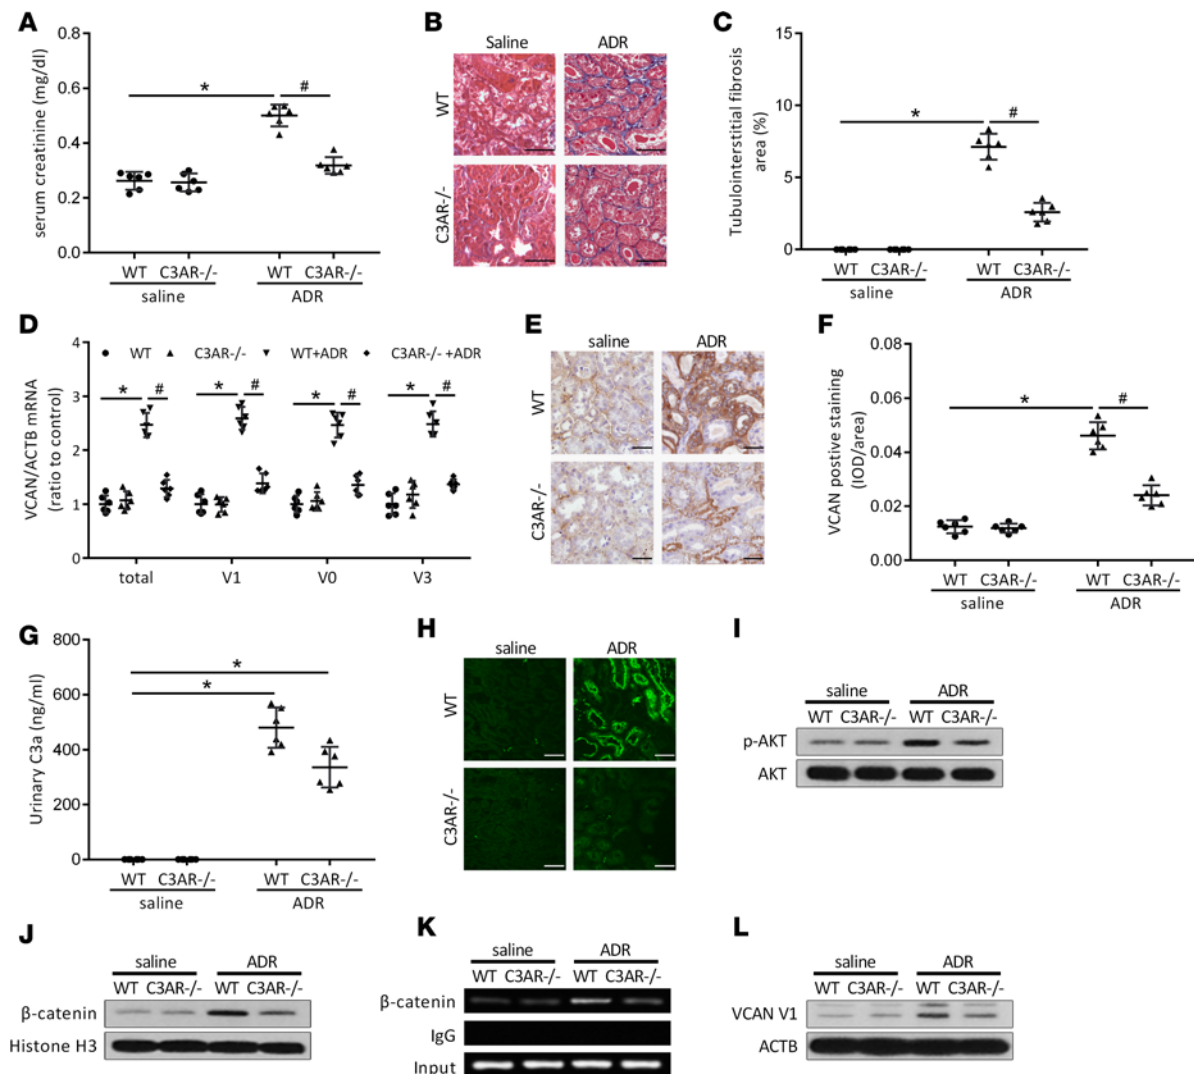 A
serum creatinine (mg/dl)
0.8
0.6
0.4
0.2
0.0
*
#
WT C3AR-/- WT C3AR-/-
saline ADR
B
Saline ADR
WT
C3AR-/-
C
Tubulointerstitial fibrosis
area (%)
15
10
5
0
*
#
WT C3AR-/- WT C3AR-/-
saline ADR
D
VCAN/ACTB mRNA
(ratio to control)
4
3
2
1
0
WT C3AR-/- WT+ADR C3AR-/- +ADR
* # * # * # * #
total V1 V0 V3
E
saline ADR
WT
C3AR-/-
F
VCAN postive staining
(IOD/area)
0.08
0.06
0.04
0.02
0.00
*
#
WT C3AR-/- WT C3AR-/-
saline ADR
G
Urinary C3a (ng/ml)
800
600
400
200
0
*
*
WT C3AR-/- WT C3AR-/-
saline ADR
H
saline ADR
WT
C3AR-/-
I
saline ADR
WT C3AR-/- WT C3AR-/-
p-AKT
AKT
J
saline ADR
WT C3AR-/- WT C3AR-/-
β-catenin
Histone H3
K
saline ADR
WT C3AR-/- WT C3AR-/-
β-catenin
IgG
Input
L
saline ADR
WT C3AR-/- WT C3AR-/-
VCAN V1
ACTB